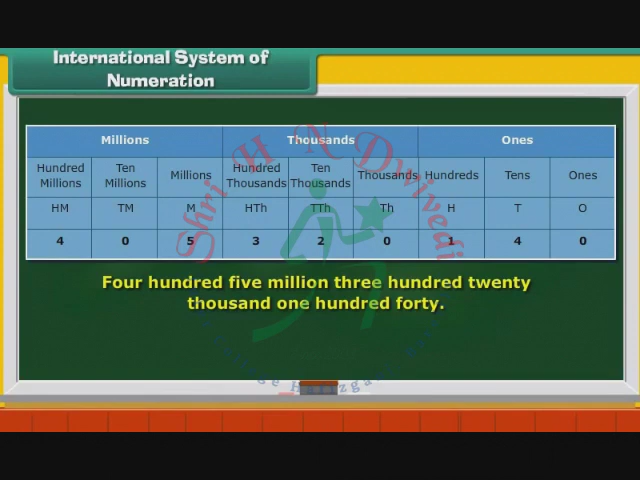 International System of
Numeration
Millions Thousands Ones
Hundred Millions Ten Millions Millions Hundred Thousands Ten Thousands Thousands Hundreds Tens Ones
HM TM M HTh TTh Th H T O
4 0 5 3 2 0 1 4 0
Four hundred five million three hundred twenty
thousand one hundred forty.
Shri H N Dwivedi